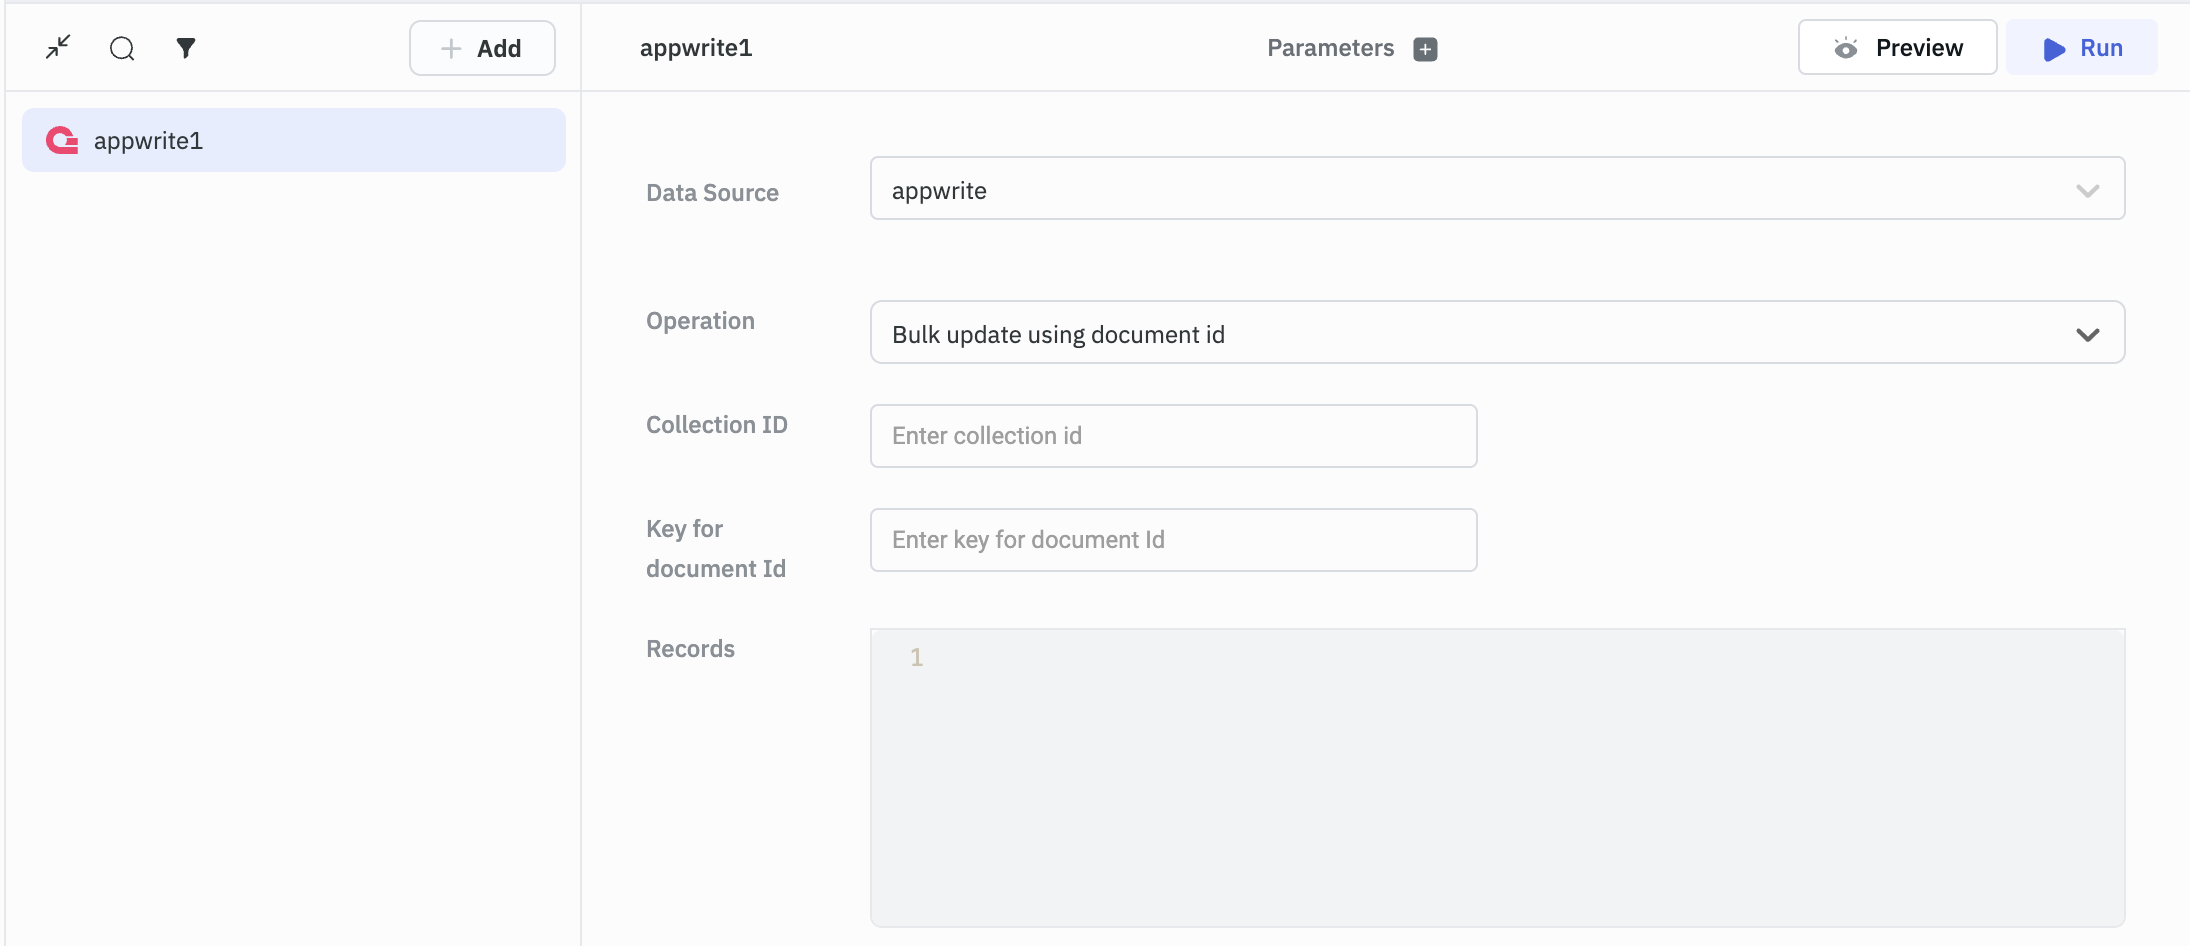 Add
appwrite1
Parameters
Preview
Run
appwrite1
Data Source
appwrite
Operation
Bulk update using document id
Collection ID
Enter collection id
Key for
document Id
Enter key for document Id
Records
1